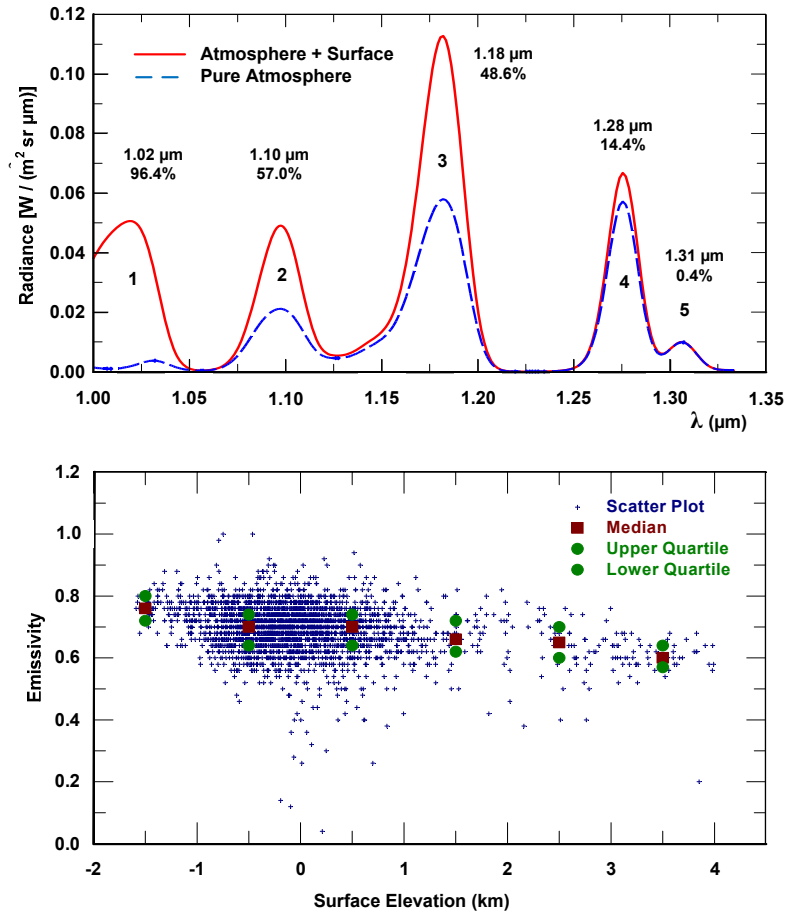 0.12
0.10
0.08
0.06
0.04
0.02
0.00
Radiance [W / (m² sr µm)]
Atmosphere + Surface
Pure Atmosphere
1.02 µm
96.4%
1.10 µm
57.0%
1.18 µm
48.6%
1.28 µm
14.4%
1.31 µm
0.4%
1
2
3
4
5
1.00 1.05 1.10 1.15 1.20 1.25 1.30 1.35
λ (µm)
1.2
1.0
0.8
0.6
0.4
0.2
0.0
Emissivity
Scatter Plot
Median
Upper Quartile
Lower Quartile
-2 -1 0 1 2 3 4
Surface Elevation (km)